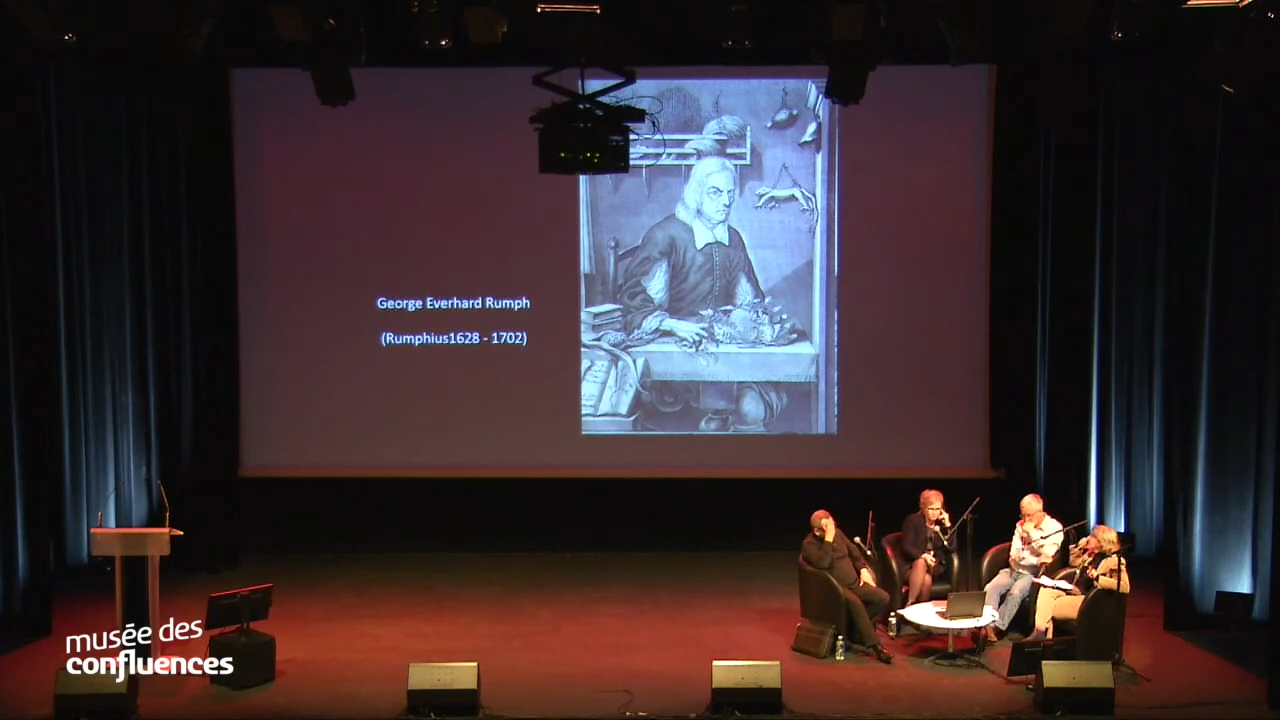 George Everhard Rumph
(Rumphius1628 - 1702)
musée des
confluences